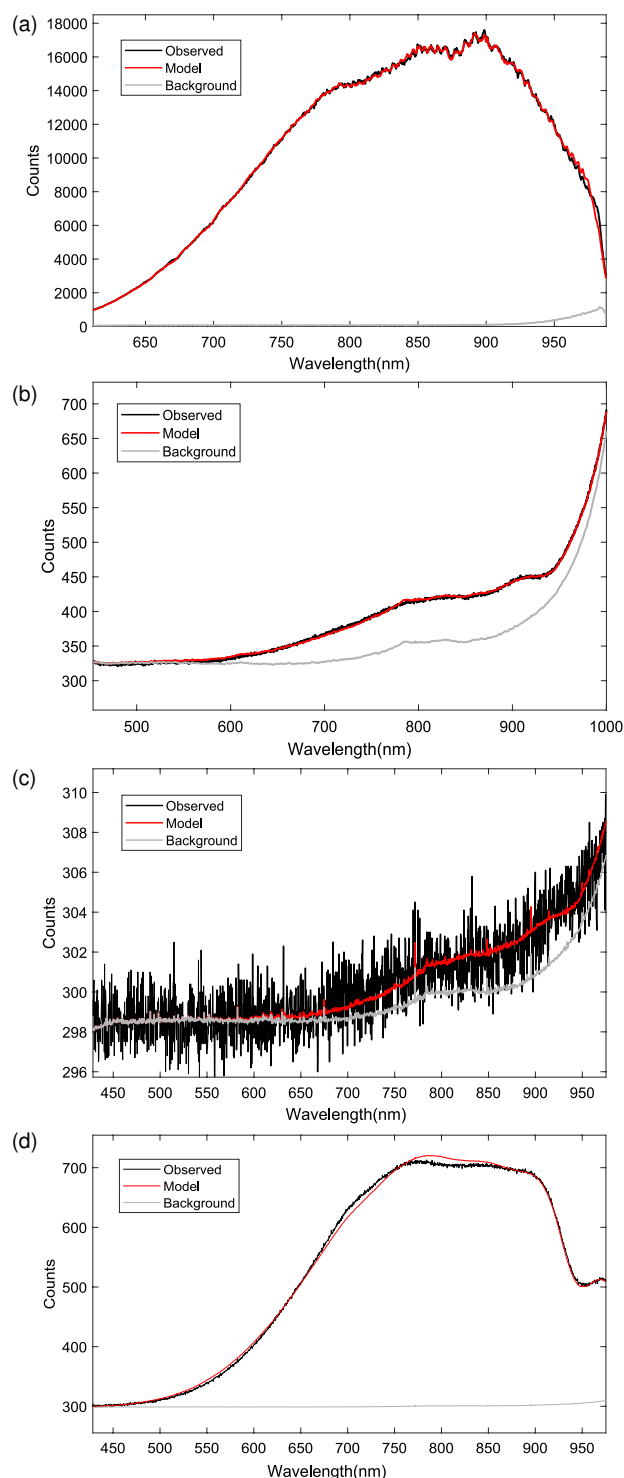 (a)
18000
16000
14000
12000
10000
8000
6000
4000
2000
0
Counts
Observed
Model
Background
650 700 750 800 850 900 950
Wavelength(nm)
(b)
700
650
600
550
500
450
400
350
300
Counts
Observed
Model
Background
500 600 700 800 900 1000
Wavelength(nm)
(c)
310
308
306
304
302
300
298
296
Counts
Observed
Model
Background
450 500 550 600 650 700 750 800 850 900 950
Wavelength(nm)
(d)
700
600
500
400
300
Counts
Observed
Model
Background
450 500 550 600 650 700 750 800 850 900 950
Wavelength(nm)